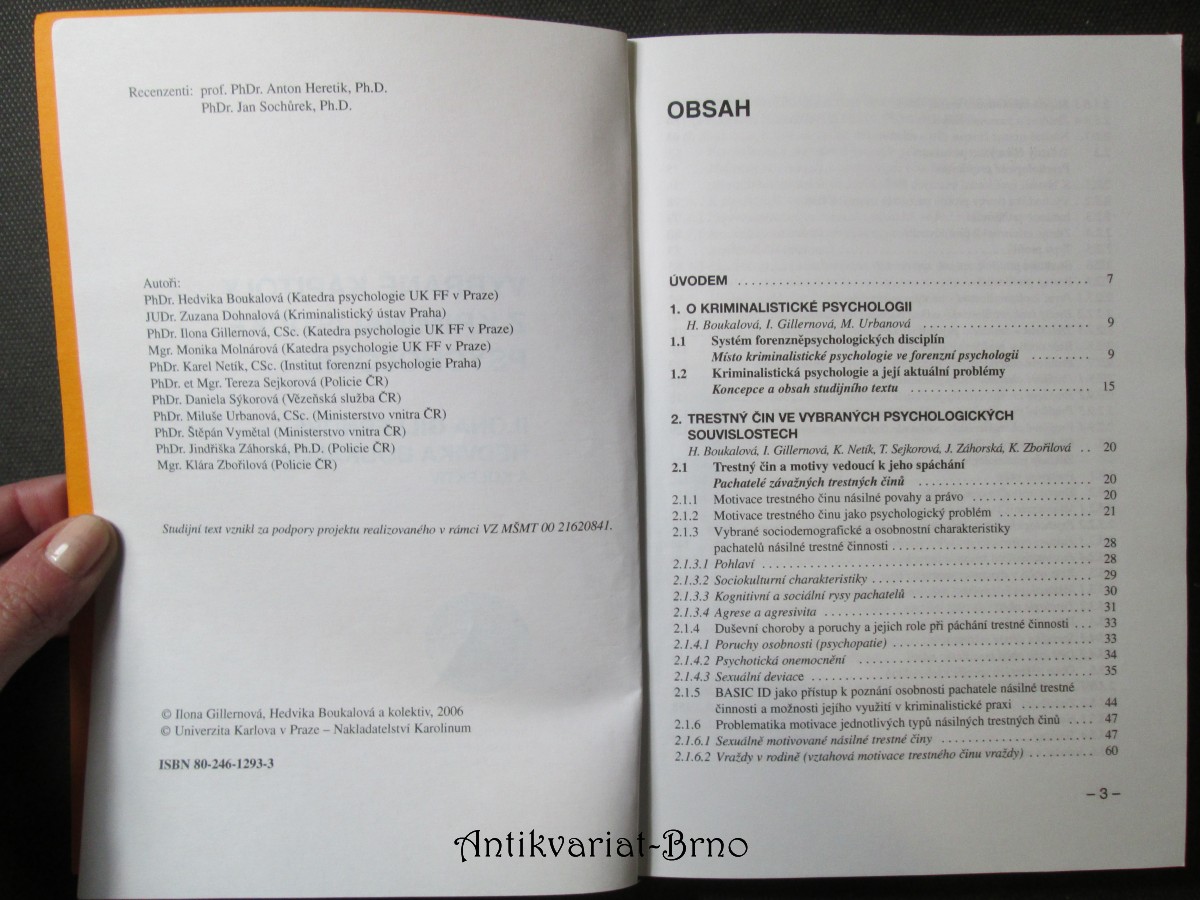 Recenzenti: prof. PhDr. Anton Heretik, Ph.D.
PhDr. Jan Sochůrek, Ph.D.
Autoři:
PhDr. Hedvika Boukalová (Katedra psychologie UK FF v Praze)
JUDr. Zuzana Dohnalová (Kriminalistický ústav Praha)
PhDr. Ilona Gillernová, CSc. (Katedra psychologie UK FF v Praze)
Mgr. Monika Molnárová (Katedra psychologie UK FF v Praze)
PhDr. Karel Netík, CSc. (Institut forenzní psychologie Praha)
PhDr. et Mgr. Tereza Sejkorová (Policie ČR)
PhDr. Daniela Sýkorová (Vězeňská služba ČR)
PhDr. Miluše Urbanová, CSc. (Ministerstvo vnitra ČR)
PhDr. Štěpán Vymětal (Ministerstvo vnitra ČR)
PhDr. Jindřiška Záhorská, Ph.D. (Policie ČR)
Mgr. Klára Zbořilová (Policie ČR)
Studijní text vznikl za podpory projektu realizovaného v rámci VZ MŠMT 00 21620841.
© Ilona Gillernová, Hedvika Boukalová a kolektiv, 2006
© Univerzita Karlova v Praze – Nakladatelství Karolinum
ISBN 80-246-1293-3
OBSAH
ÚVODEM . . . . . . . . . . 7
1. O KRIMINALISTICKÉ PSYCHOLOGII
H. Boukalová, I. Gillernová, M. Urbanová . . . . . . . . . . 9
1.1 Systém forenzněpsychologických disciplín
Místo kriminalistické psychologie ve forenzní psychologii . . . . . . . . . 9
1.2 Kriminalistická psychologie a její aktuální problémy
Koncepce a obsah studijního textu . . . . . . . . . . 15
2. TRESTNÝ ČIN VE VYBRANÝCH PSYCHOLOGICKÝCH
SOUVISLOSTECH
H. Boukalová, I. Gillernová, K. Netík, T. Sejkorová, J. Záhorská, K. Zbořilová . . 20
2.1 Trestný čin a motivy vedoucí k jeho spáchání
Pachatelé závažných trestných činů . . . . . . . . . . 20
2.1.1 Motivace trestného činu násilné povahy a právo . . . . . . . . . . 20
2.1.2 Motivace trestného činu jako psychologický problém . . . . . . . . . . 21
2.1.3 Vybrané sociodemografické a osobnostní charakteristiky
pachatelů násilné trestné činnosti . . . . . . . . . . 28
2.1.3.1 Pohlaví . . . . . . . . . . 28
2.1.3.2 Sociokulturní charakteristiky . . . . . . . . . . 29
2.1.3.3 Kognitivní a sociální rysy pachatelů . . . . . . . . . . 30
2.1.3.4 Agrese a agresivita . . . . . . . . . . 31
2.1.4 Duševní choroby a poruchy a jejich role při páchání trestné činnosti . . . 33
2.1.4.1 Poruchy osobnosti (psychopatie) . . . . . . . . . . 33
2.1.4.2 Psychotická onemocnění . . . . . . . . . . 34
2.1.4.3 Sexuální deviace . . . . . . . . . . 35
2.1.5 BASIC ID jako přístup k poznání osobnosti pachatele násilné trestné
činnosti a možnosti jejího využití v kriminalistické praxi . . . . . . . . . . 44
2.1.6 Problematika motivace jednotlivých typů násilných trestných činů . . . . 47
2.1.6.1 Sexuálně motivované násilné trestné činy . . . . . . . . . . 47
2.1.6.2 Vraždy v rodině (vztahová motivace trestného činu vraždy) . . . . . . . . . . 60
– 3 –
Antikvariat-Brno